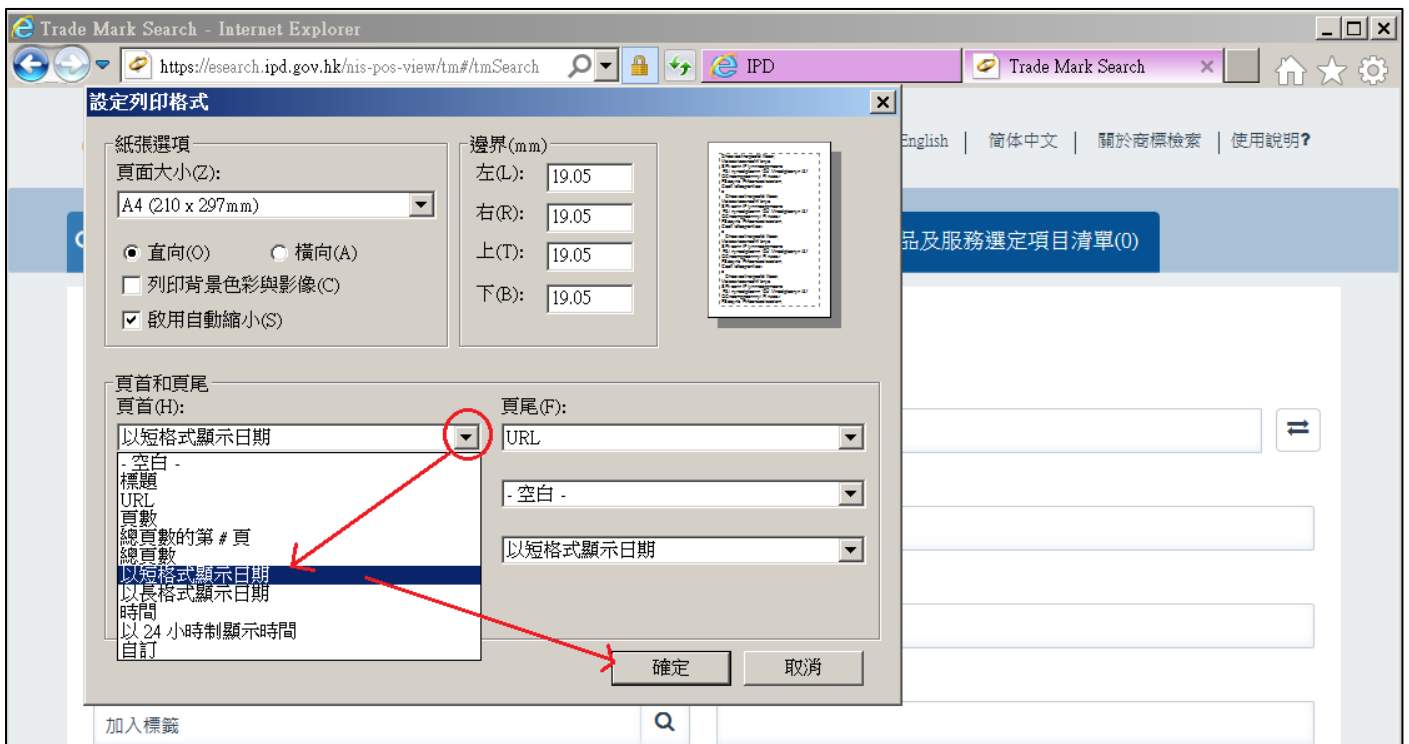 Trade Mark Search - Internet Explorer
https://esearch.ipd.gov.hk/nis-pos-view/tm#/tmSearch
IPD
Trade Mark Search
English | 简体中文 | 關於商標檢索 | 使用說明?
品及服務選定項目清單(0)
設定列印格式
紙張選項
頁面大小(Z):
A4 (210 x 297mm)
直向(O)
橫向(A)
列印背景色彩與影像(C)
啟用自動縮小(S)
邊界(mm)
左(L): 19.05
右(R): 19.05
上(T): 19.05
下(B): 19.05
頁首和頁尾
頁首(H):
以短格式顯示日期
- 空白 -
標題
URL
頁數
總頁數的第 # 頁
總頁數
以短格式顯示日期
以長格式顯示日期
時間
以 24 小時制顯示時間
自訂
頁尾(F):
URL
- 空白 -
以短格式顯示日期
確定
取消
加入標籤